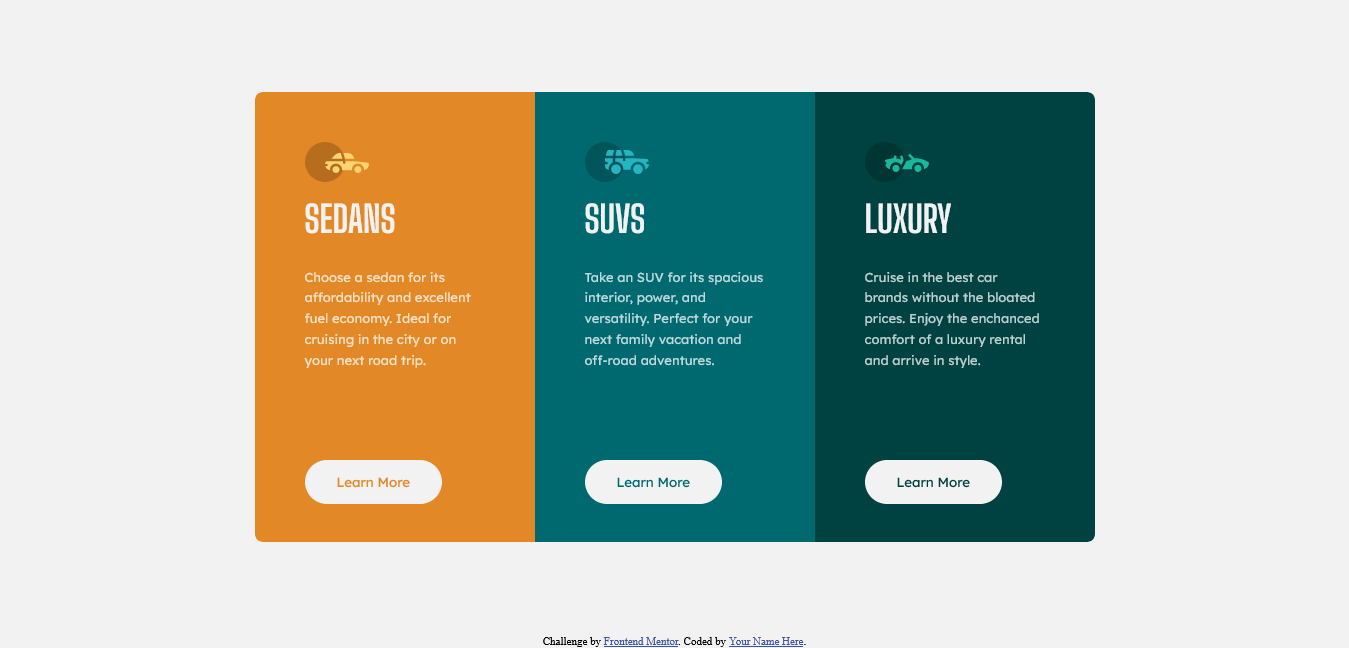 SEDANS
Choose a sedan for its
affordability and excellent
fuel economy. Ideal for
cruising in the city or on
your next road trip.
Learn More
SUVS
Take an SUV for its spacious
interior, power, and
versatility. Perfect for your
next family vacation and
off-road adventures.
Learn More
LUXURY
Cruise in the best car
brands without the bloated
prices. Enjoy the enchanced
comfort of a luxury rental
and arrive in style.
Learn More
Challenge by Frontend Mentor. Coded by Your Name Here.